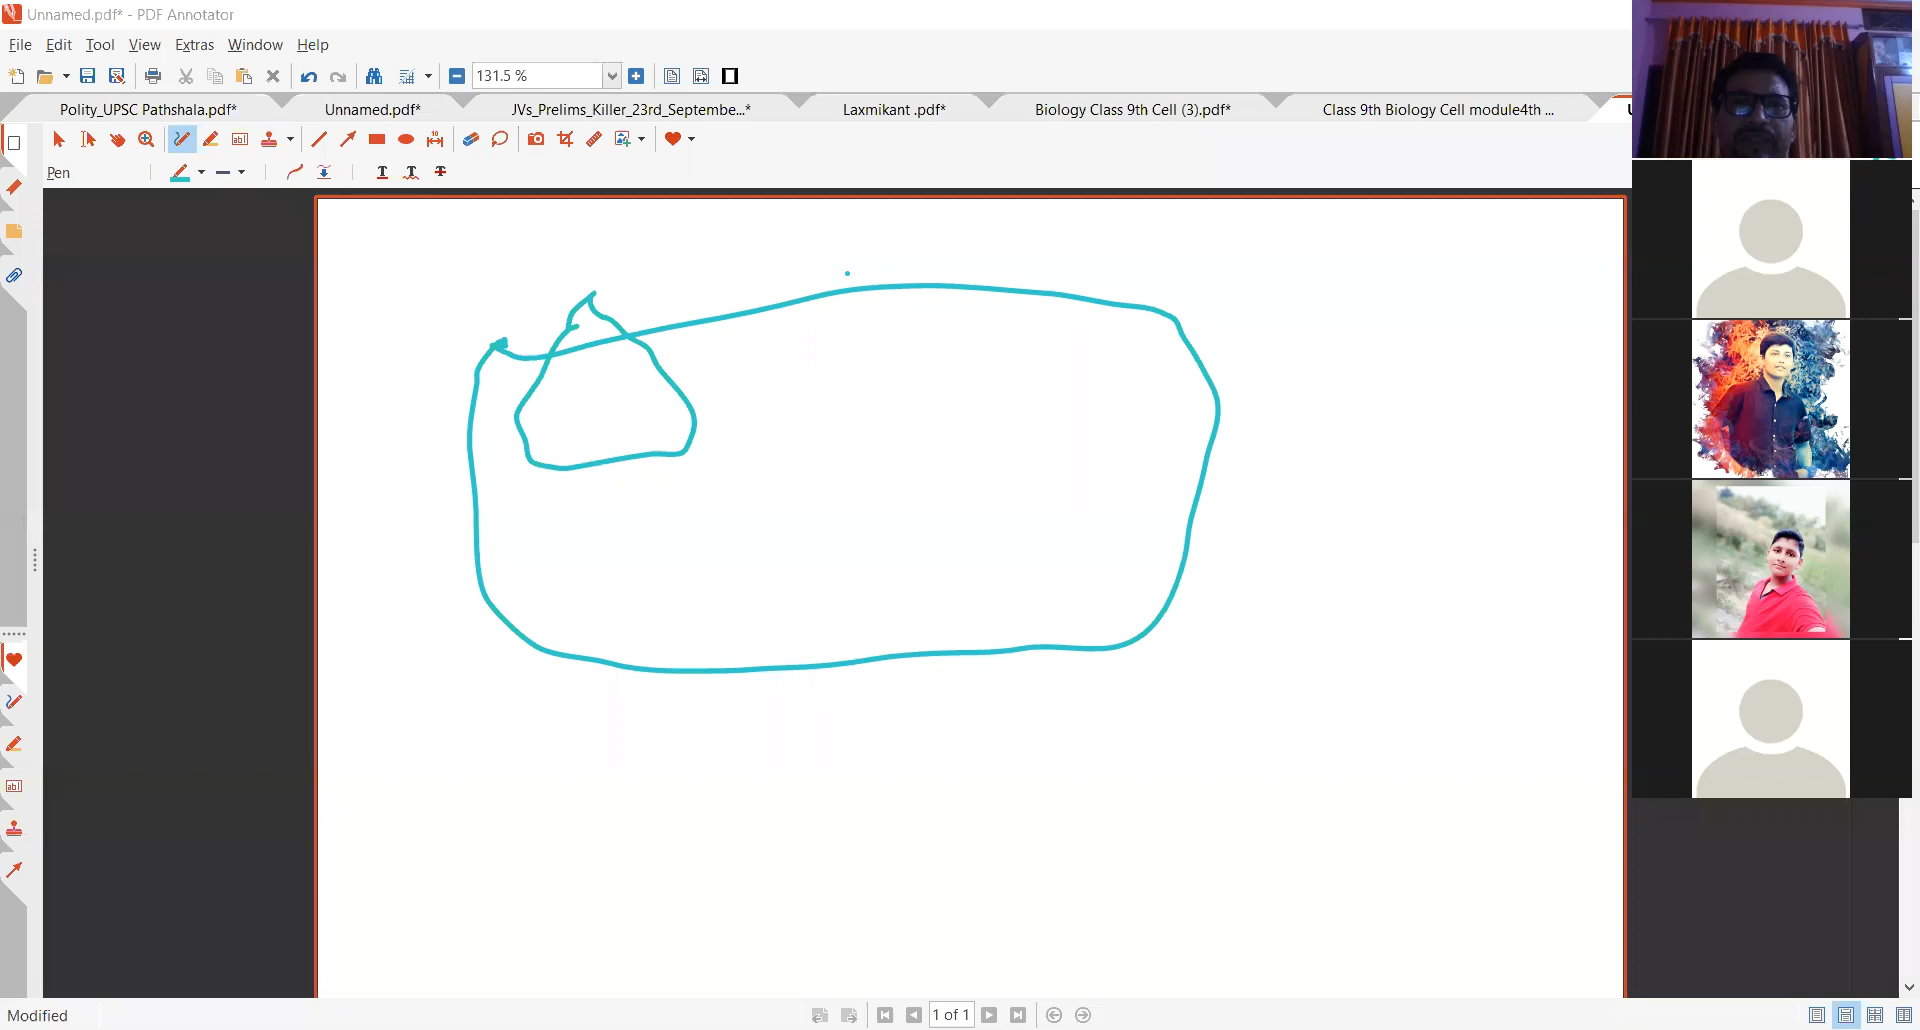 Unnamed.pdf* - PDF Annotator
File Edit Tool View Extras Window Help
131.5 %
Polity_UPSC Pathshala.pdf* Unnamed.pdf* JVs_Prelims_Killer_23rd_Septembe...* Laxmikant .pdf* Biology Class 9th Cell (3).pdf* Class 9th Biology Cell module4th ...
Pen
Modified
1 of 1